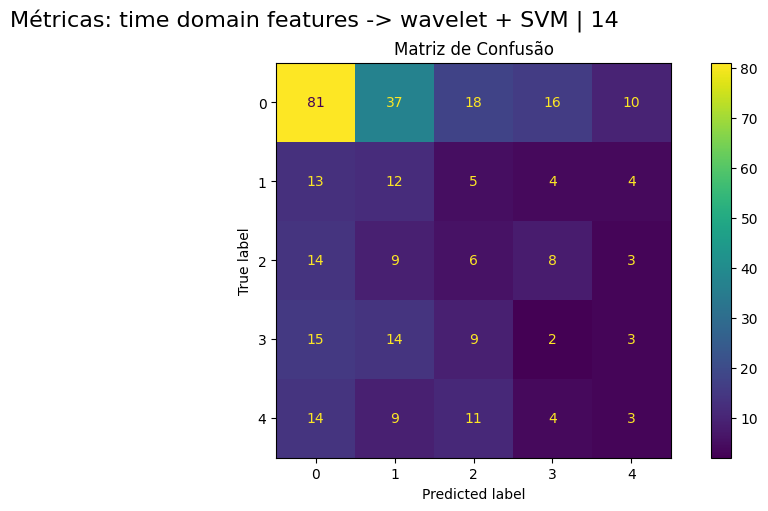 Métricas: time domain features -> wavelet + SVM | 14
Matriz de Confusão
True label
0 81 37 18 16 10
1 13 12 5 4 4
2 14 9 6 8 3
3 15 14 9 2 3
4 14 9 11 4 3
0 1 2 3 4
Predicted label
80
70
60
50
40
30
20
10